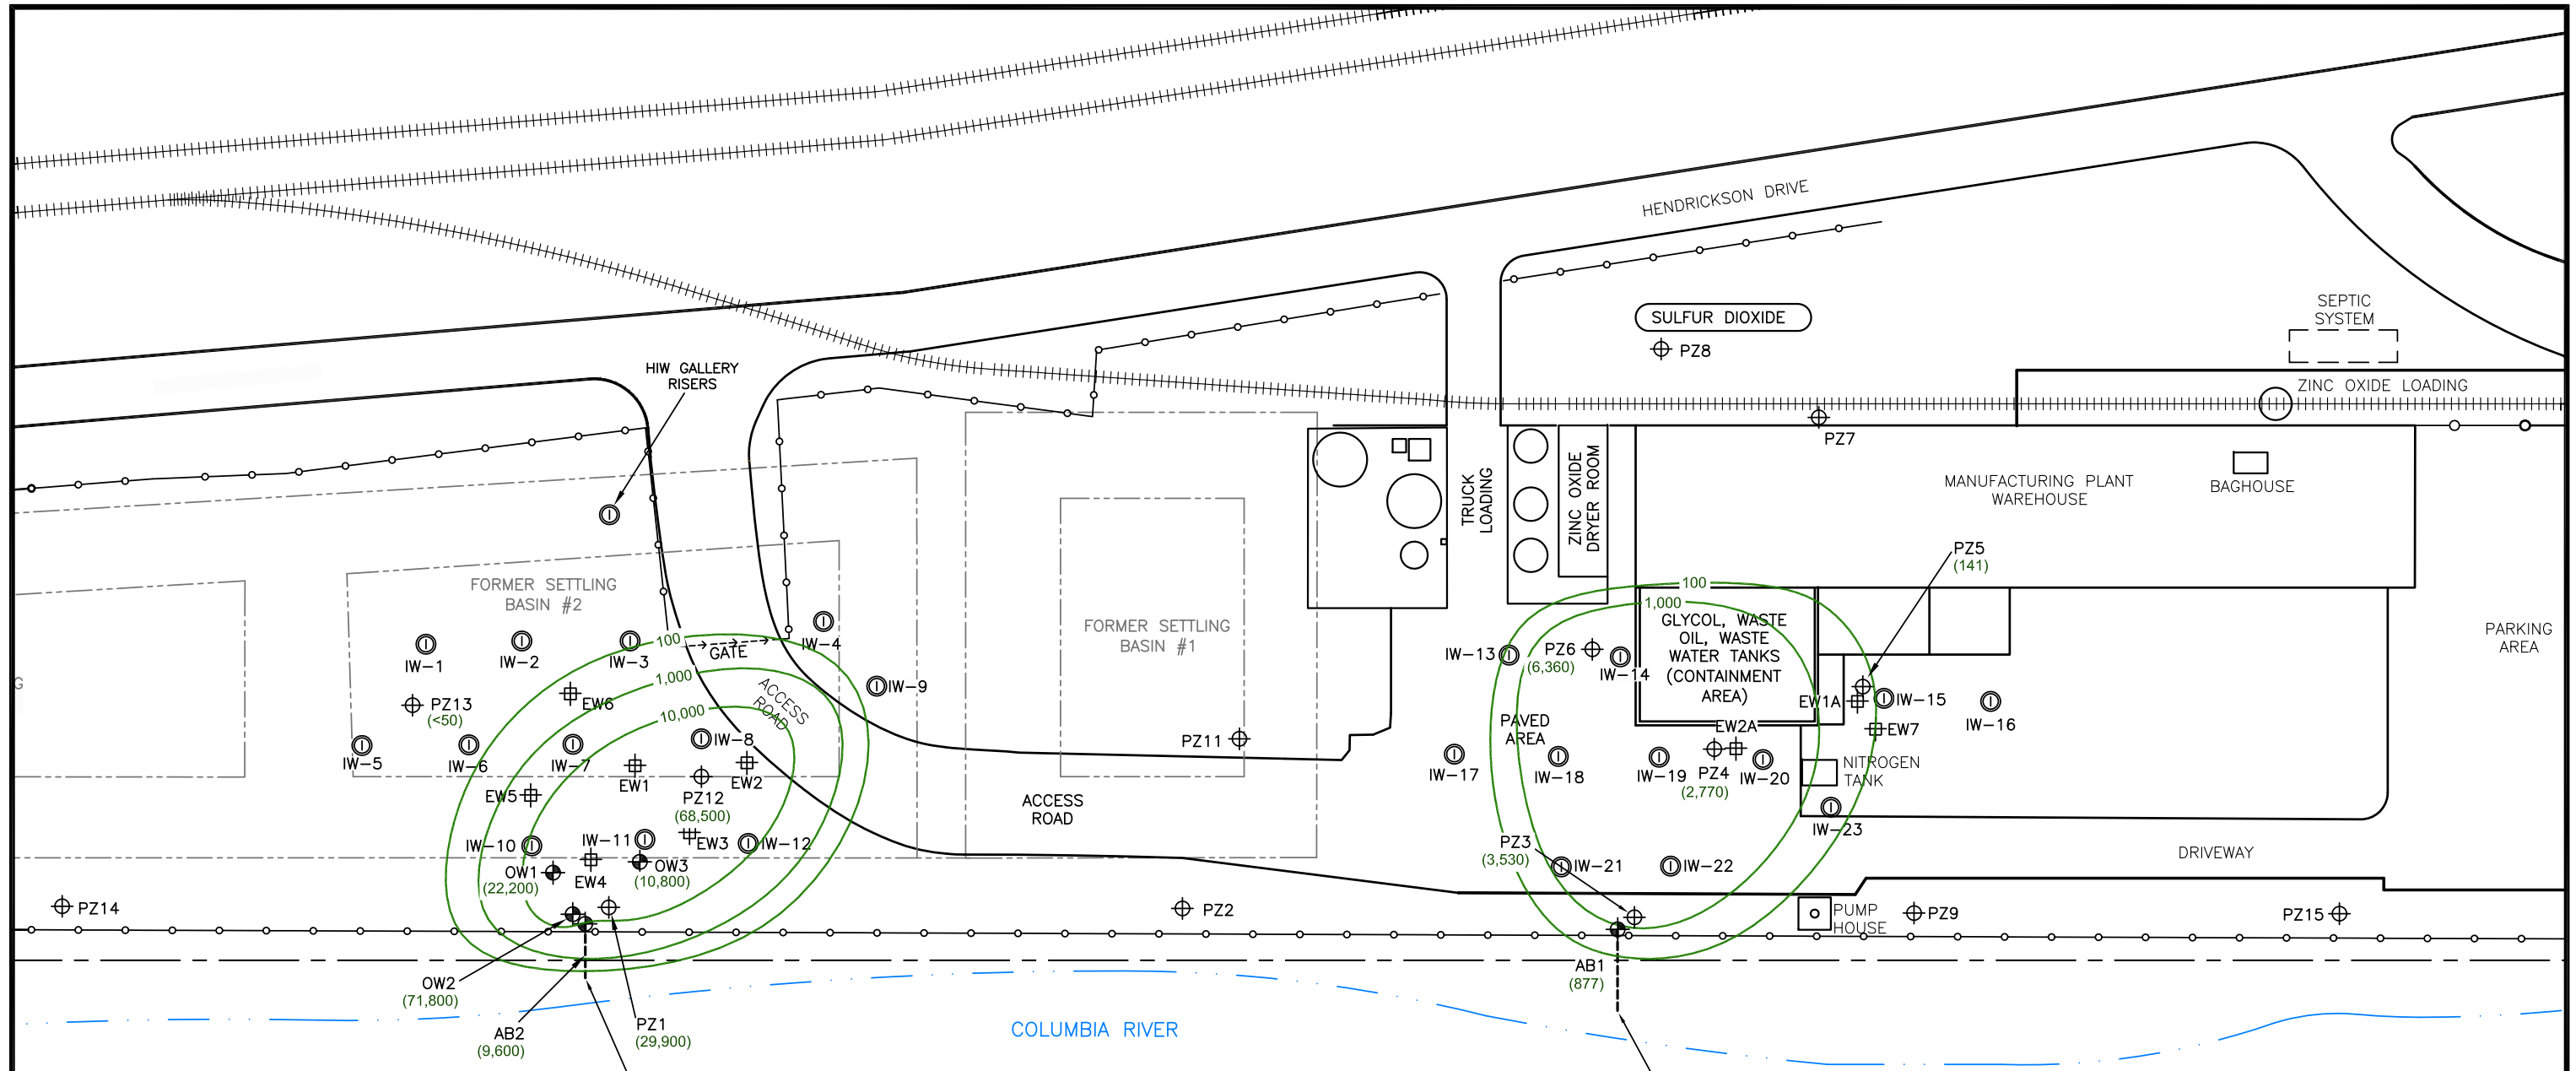 HENDRICKSON DRIVE
SEPTIC
SYSTEM
SULFUR DIOXIDE
PZ8
HIW GALLERY
RISERS
ZINC OXIDE LOADING
PZ7
TRUCK
LOADING
ZINC OXIDE
DRYER ROOM
MANUFACTURING PLANT
WAREHOUSE
BAGHOUSE
PZ5
(141)
FORMER SETTLING
BASIN #2
100
1,000
10,000
GATE
ACCESS
ROAD
FORMER SETTLING
BASIN #1
G
IW-1
IW-2
IW-3
IW-4
IW-9
PZ13
(<50)
EW6
IW-5
IW-6
IW-7
IW-8
EW1
EW2
PZ12
(68,500)
EW5
IW-10
IW-11
EW3
IW-12
OW1
(22,200)
EW4
OW3
(10,800)
PZ14
OW2
(71,800)
AB2
(9,600)
PZ1
(29,900)
PZ11
ACCESS
ROAD
PZ2
COLUMBIA RIVER
100
1,000
GLYCOL, WASTE
OIL, WASTE
WATER TANKS
(CONTAINMENT
AREA)
IW-13
PZ6
(6,360)
IW-14
EW1A
IW-15
IW-16
EW7
PARKING
AREA
PAVED
AREA
EW2A
IW-17
IW-18
IW-19
PZ4
(2,770)
IW-20
NITROGEN
TANK
IW-23
PZ3
(3,530)
IW-21
IW-22
DRIVEWAY
PUMP
HOUSE
PZ9
PZ15
AB1
(877)